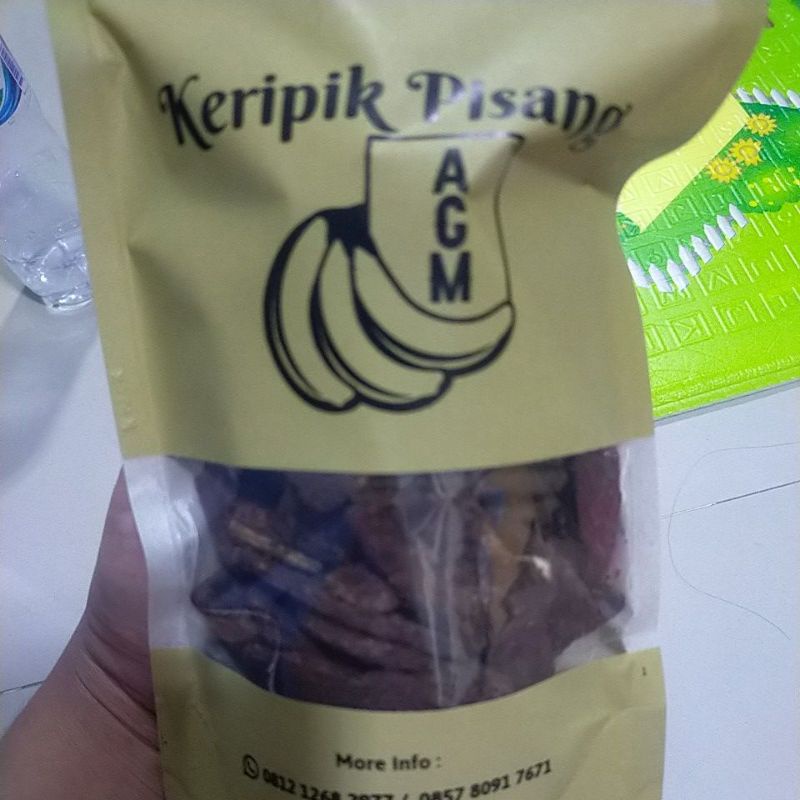 Keripik Pisang
A
G
M
More Info :
0812 1268 2977 / 0857 8091 7671